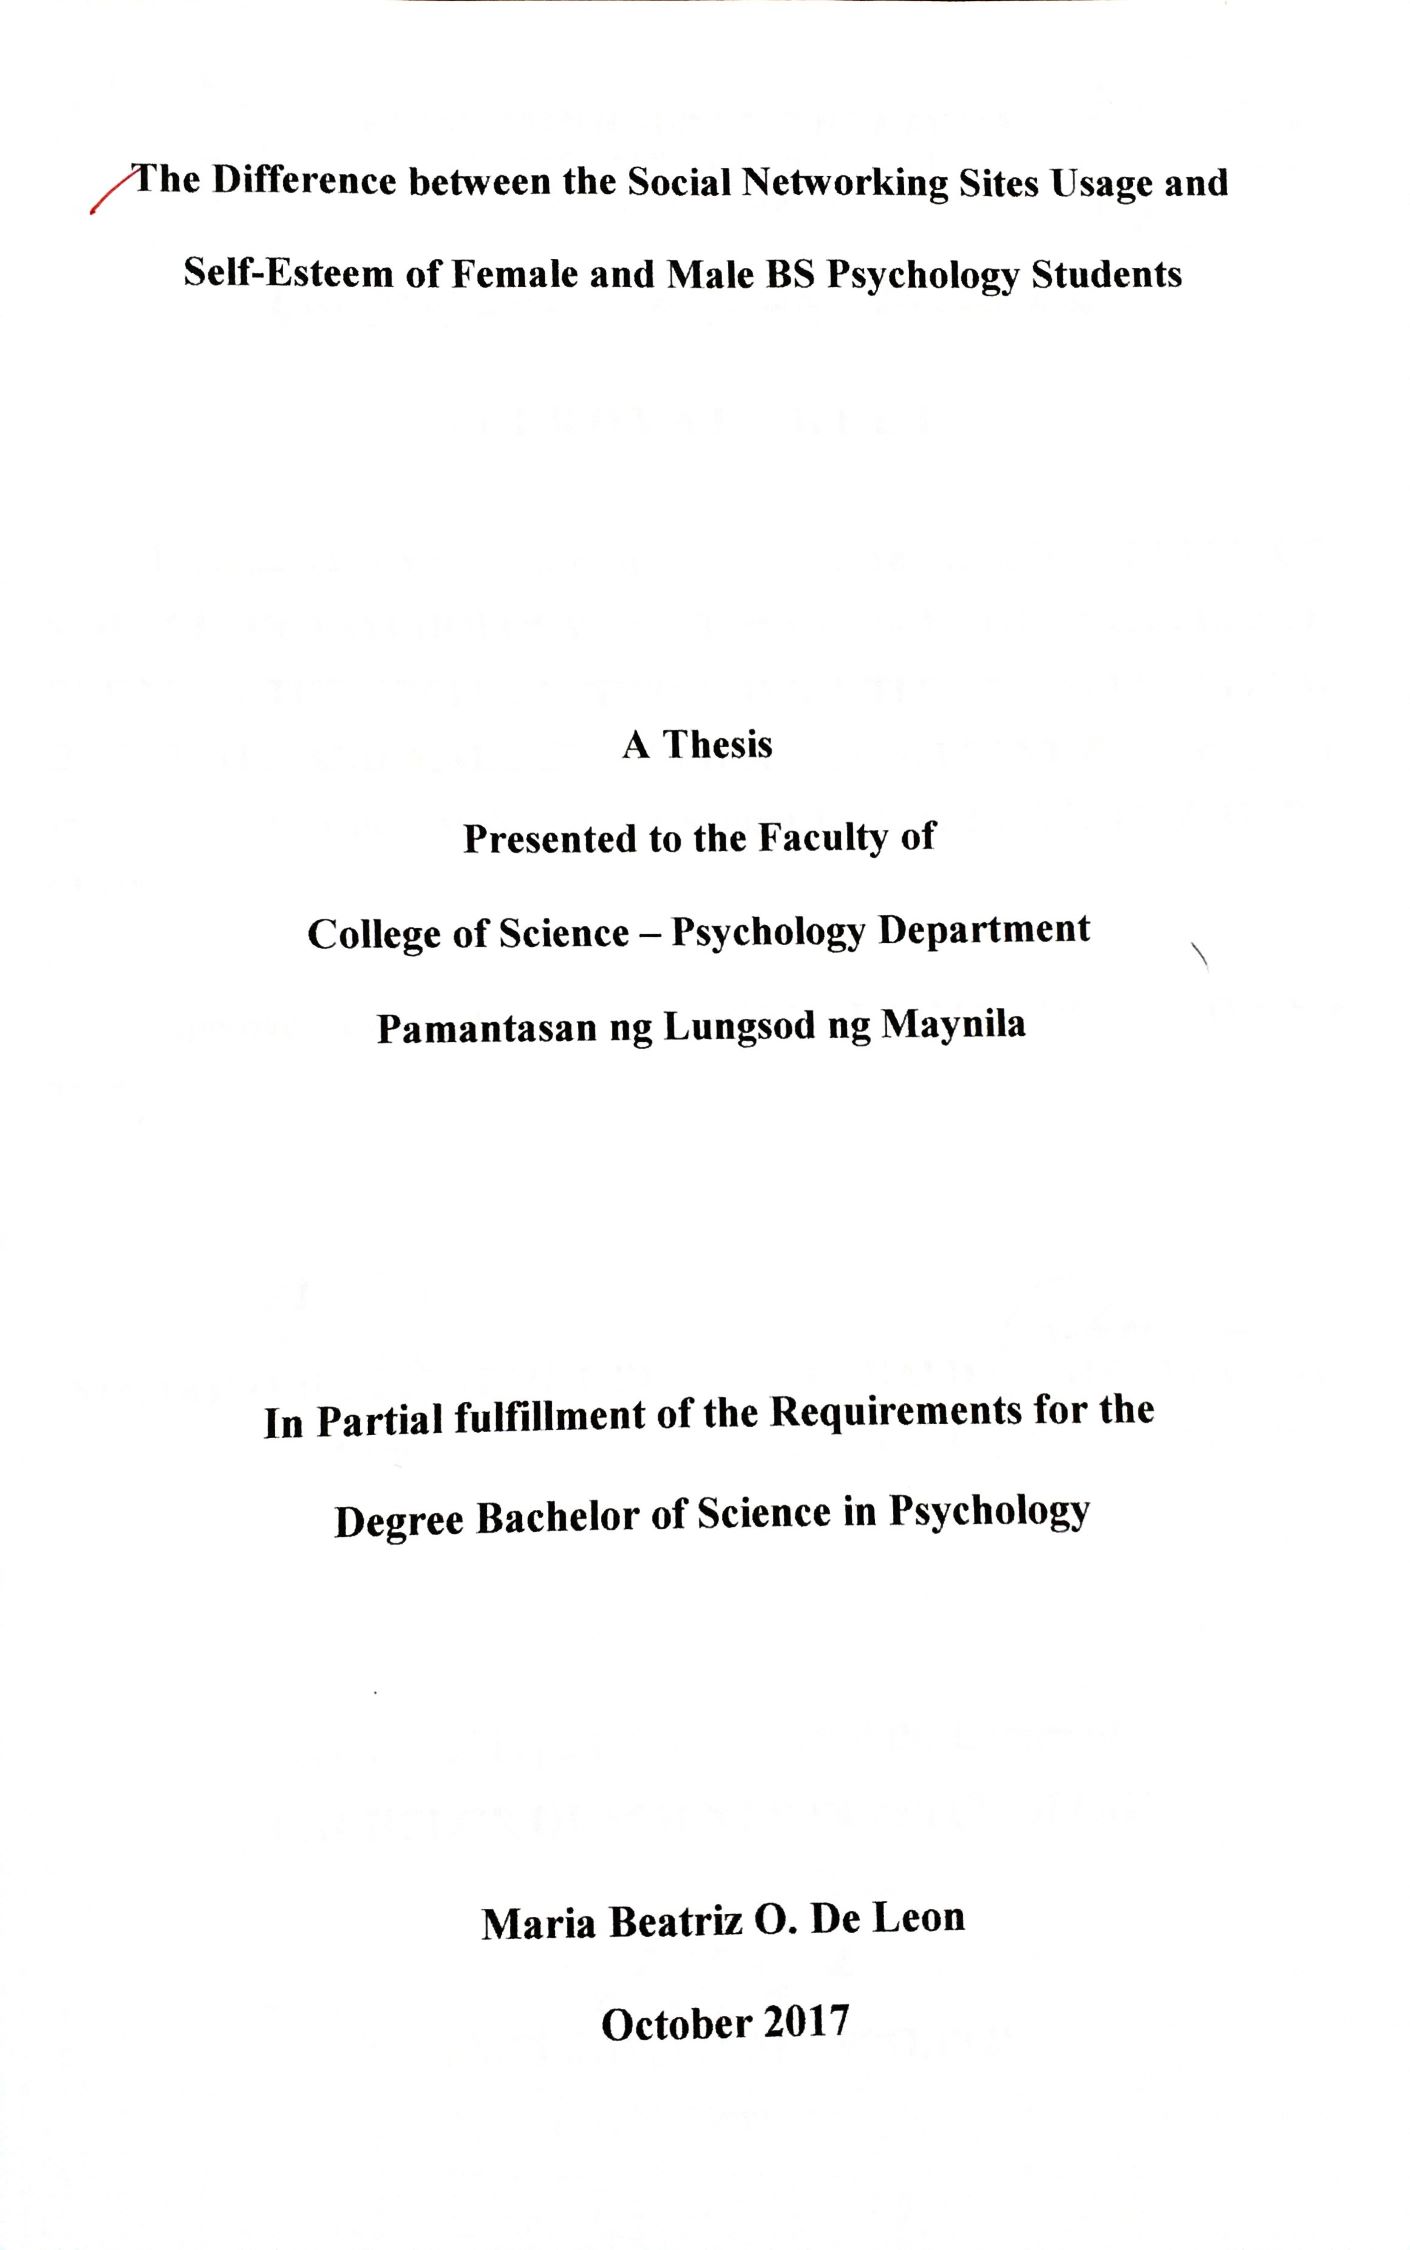 The Difference between the Social Networking Sites Usage and
Self-Esteem of Female and Male BS Psychology Students
A Thesis
Presented to the Faculty of
College of Science – Psychology Department
Pamantasan ng Lungsod ng Maynila
In Partial fulfillment of the Requirements for the
Degree Bachelor of Science in Psychology
Maria Beatriz O. De Leon
October 2017